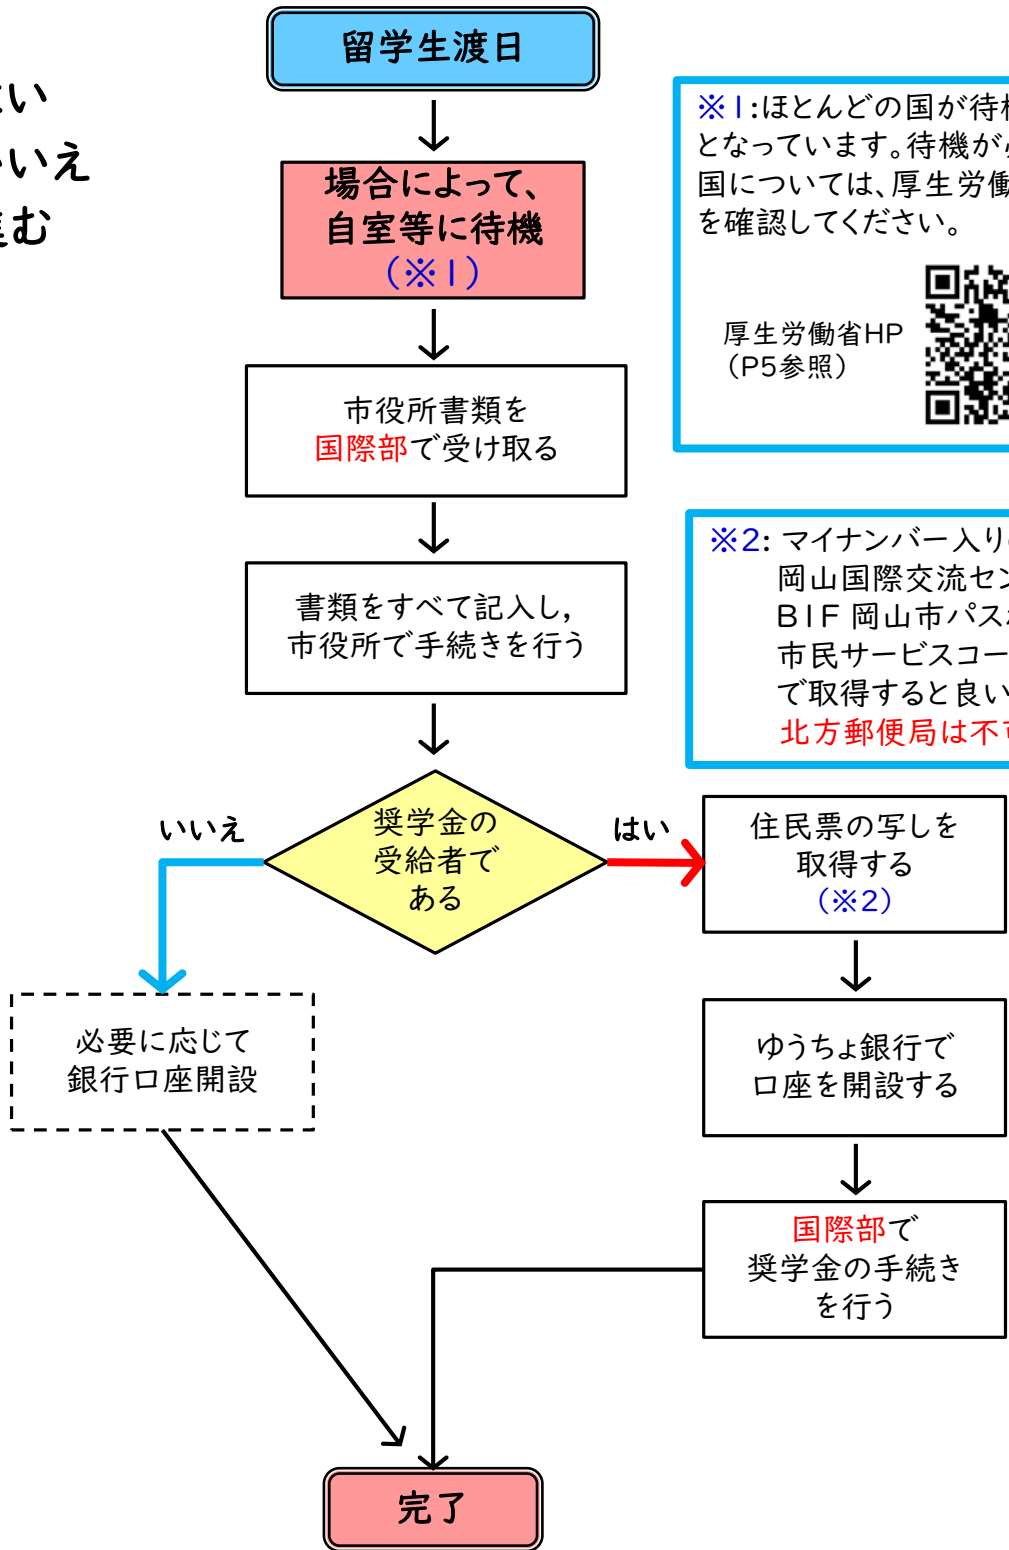 留学生渡日
い
いえ
む
場合によって、
自室等に待機
(※1)
※1:ほとんどの国が待
となっています。待機が
国については、厚生労
を確認してください。
厚生労働省HP
(P5参照)
市役所書類を
国際部で受け取る
書類をすべて記入し,
市役所で手続きを行う
※2: マイナンバー入り
岡山国際交流セン
B1F 岡山市パス
市民サービスコー
で取得すると良い
北方郵便局は不
奨学金の
受給者で
ある
いいえ
はい
住民票の写しを
取得する
(※2)
ゆうちょ銀行で
口座を開設する
国際部で
奨学金の手続き
を行う
必要に応じて
銀行口座開設
完了